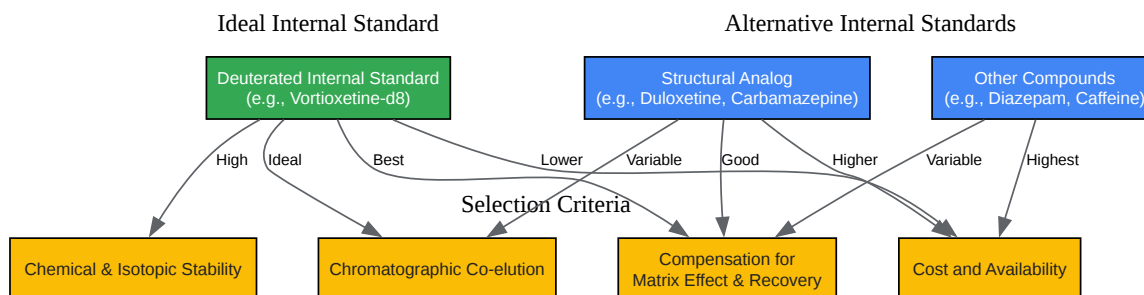 Ideal Internal Standard
Alternative Internal Standards
Deuterated Internal Standard
(e.g., Vortioxetine-d8)
Structural Analog
(e.g., Duloxetine, Carbamazepine)
Other Compounds
(e.g., Diazepam, Caffeine)
High
Ideal
Best
Lower
Variable
Good
Higher
Variable
Highest
Selection Criteria
Chemical & Isotopic Stability
Chromatographic Co-elution
Compensation for
Matrix Effect & Recovery
Cost and Availability